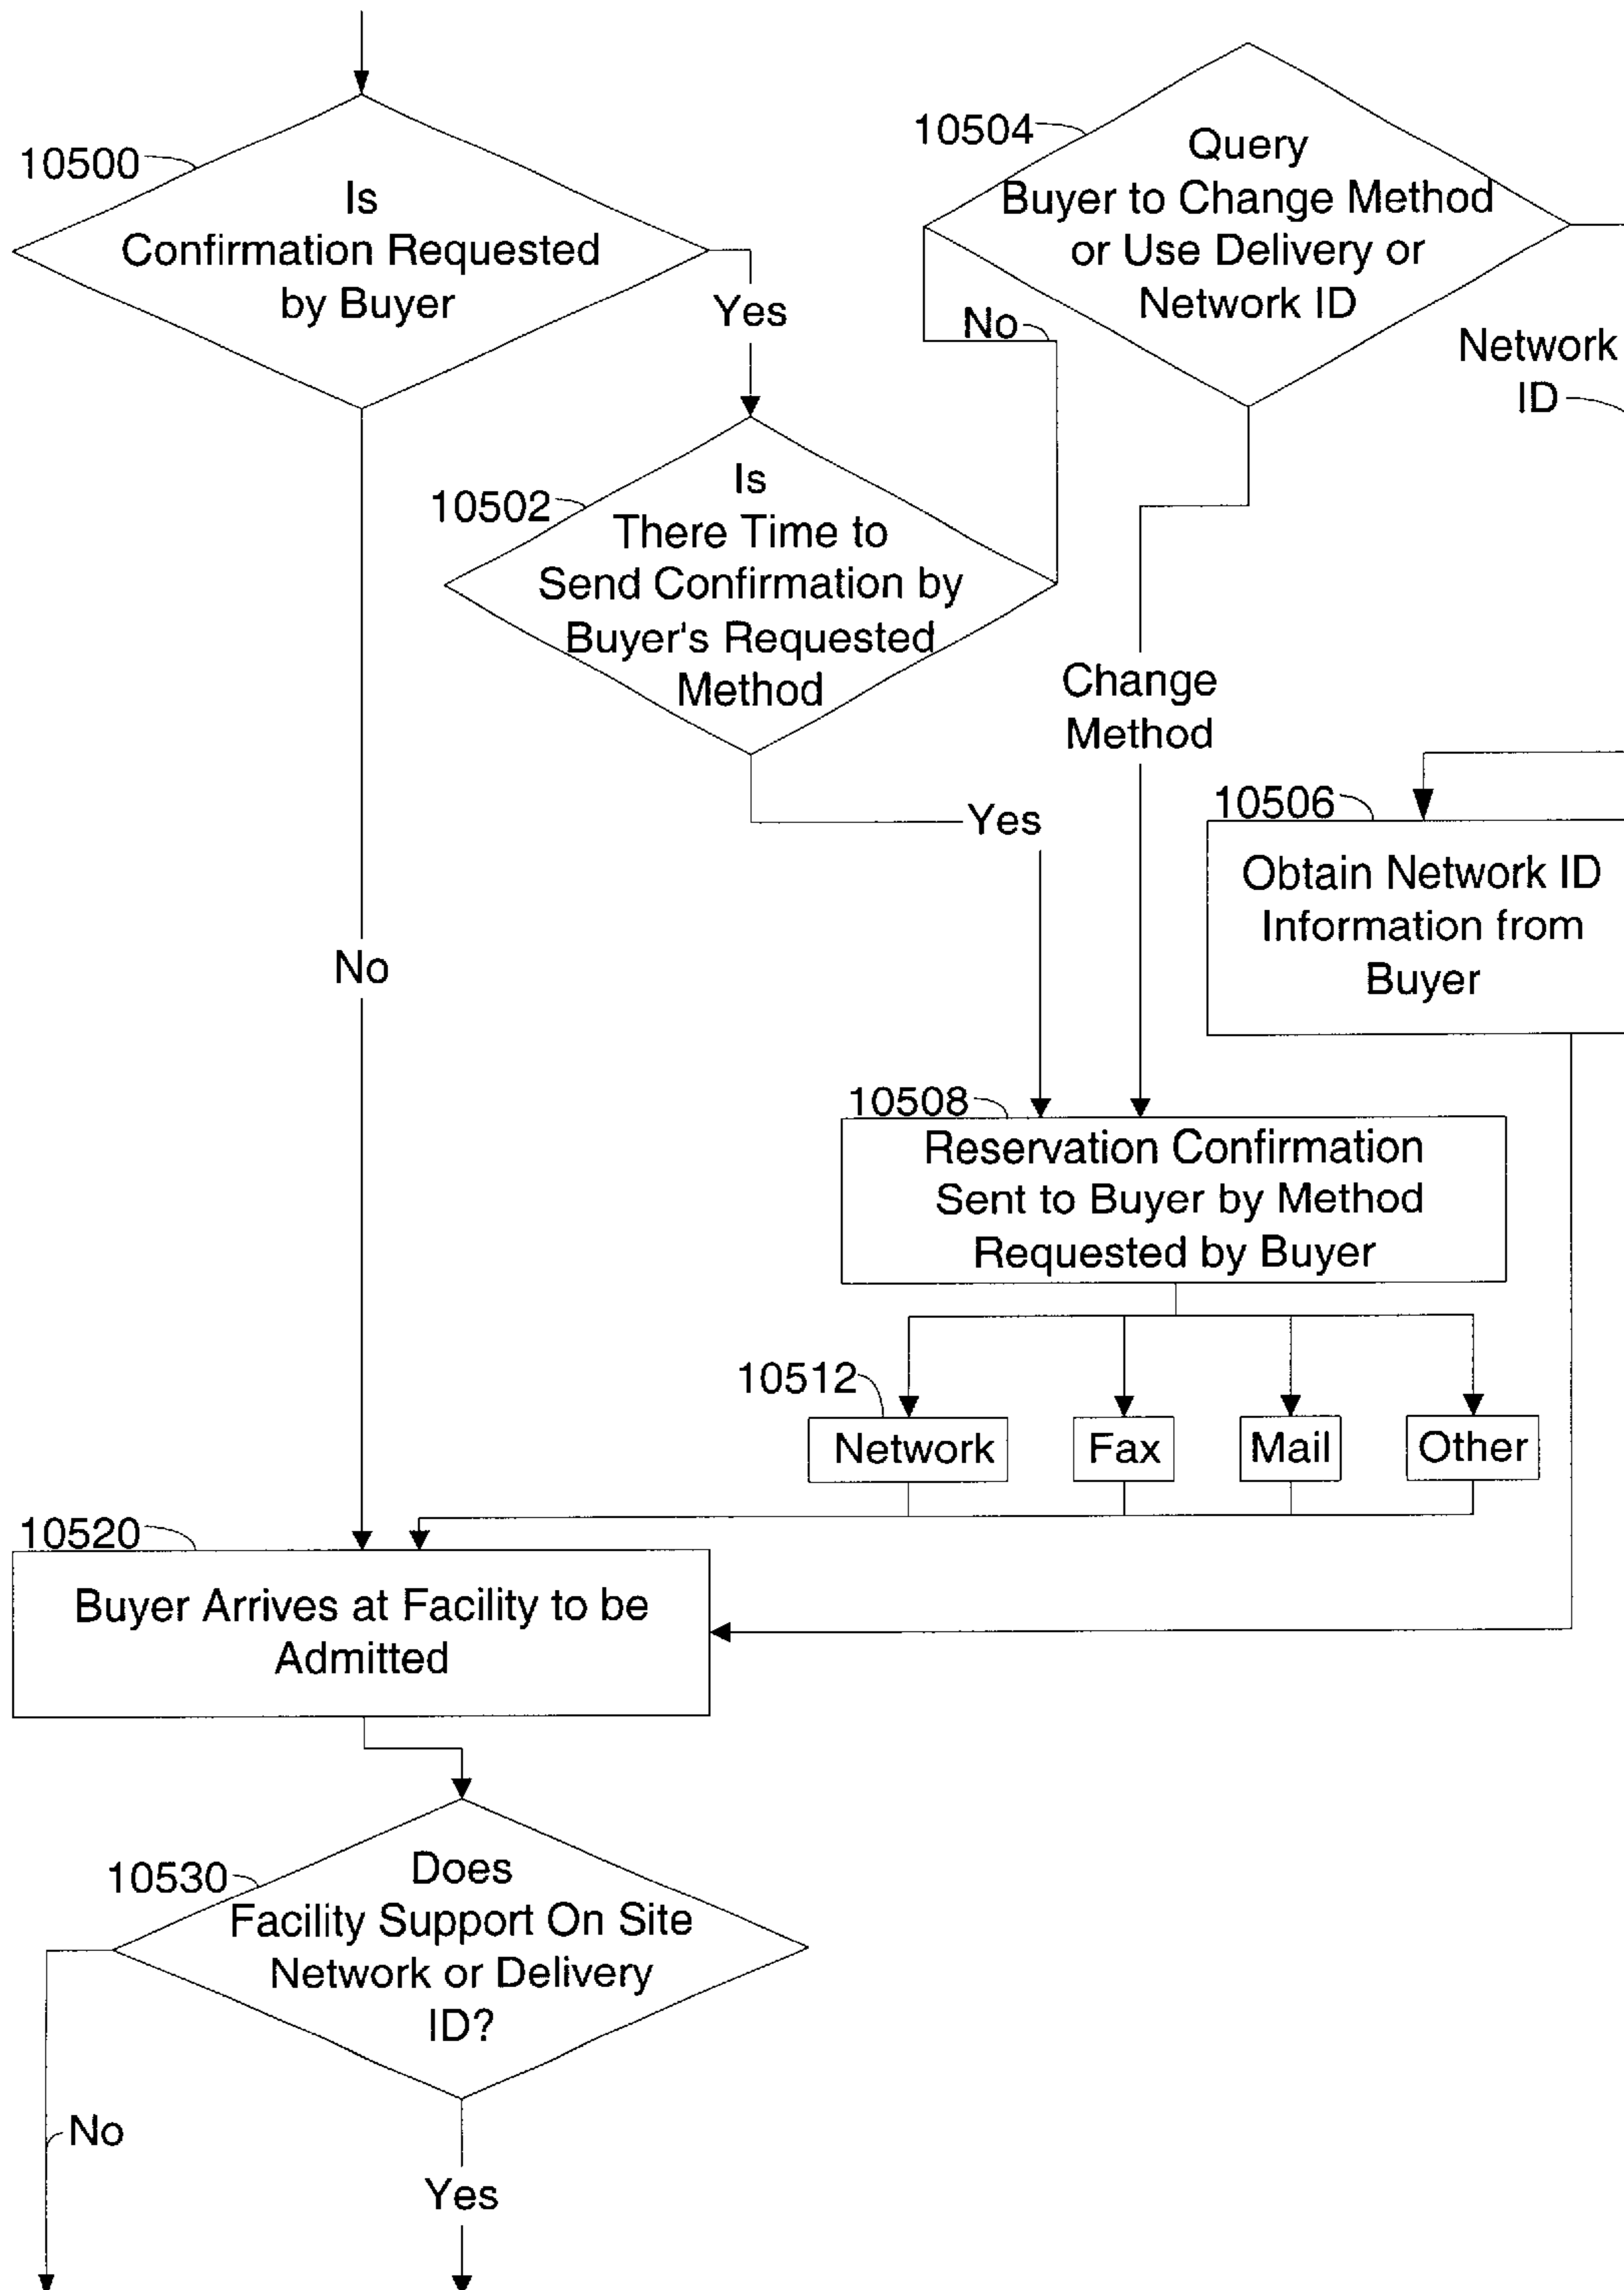 10500
Is
Confirmation Requested
by Buyer
Yes
10504
Query
Buyer to Change Method
or Use Delivery or
Network ID
No
Network
ID
10502
Is
There Time to
Send Confirmation by
Buyer's Requested
Method
Change
Method
Yes
10506
Obtain Network ID
Information from
Buyer
No
10508
Reservation Confirmation
Sent to Buyer by Method
Requested by Buyer
10512
Network
Fax
Mail
Other
10520
Buyer Arrives at Facility to be
Admitted
10530
Does
Facility Support On Site
Network or Delivery
ID?
No
Yes